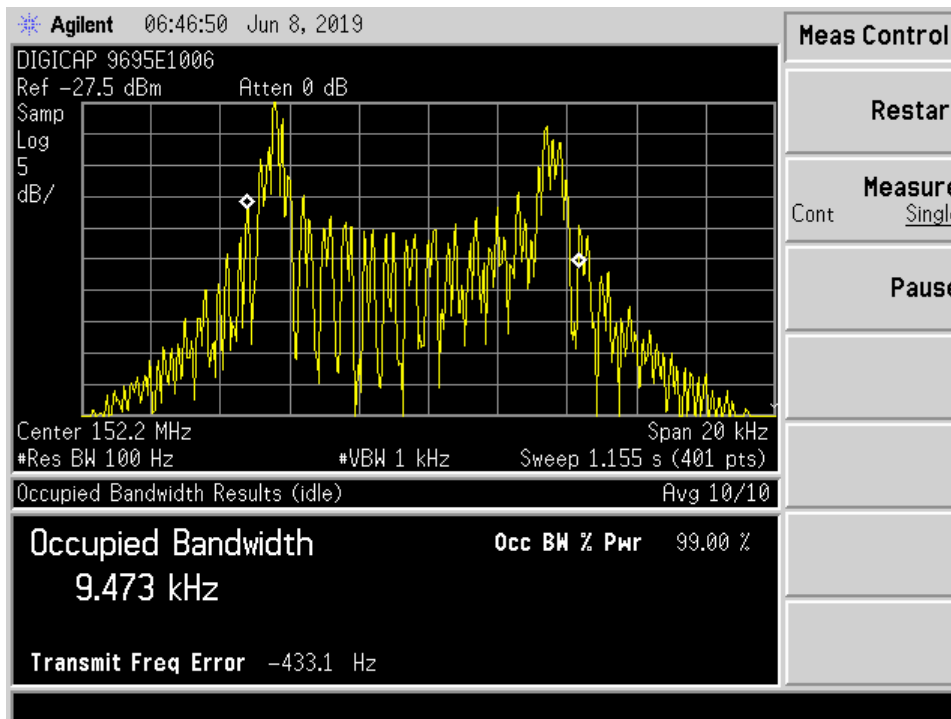 Agilent 06:46:50 Jun 8, 2019
Meas Control
DIGICAP 9695E1006
Ref -27.5 dBm Atten 0 dB
Samp
Log
5
dB/
Restar
Measure
Cont Single
Pause
Center 152.2 MHz Span 20 kHz
#Res BW 100 Hz #VBW 1 kHz Sweep 1.155 s (401 pts)
Occupied Bandwidth Results (idle) Avg 10/10
Occupied Bandwidth Occ BW % Pwr 99.00 %
9.473 kHz
Transmit Freq Error -433.1 Hz